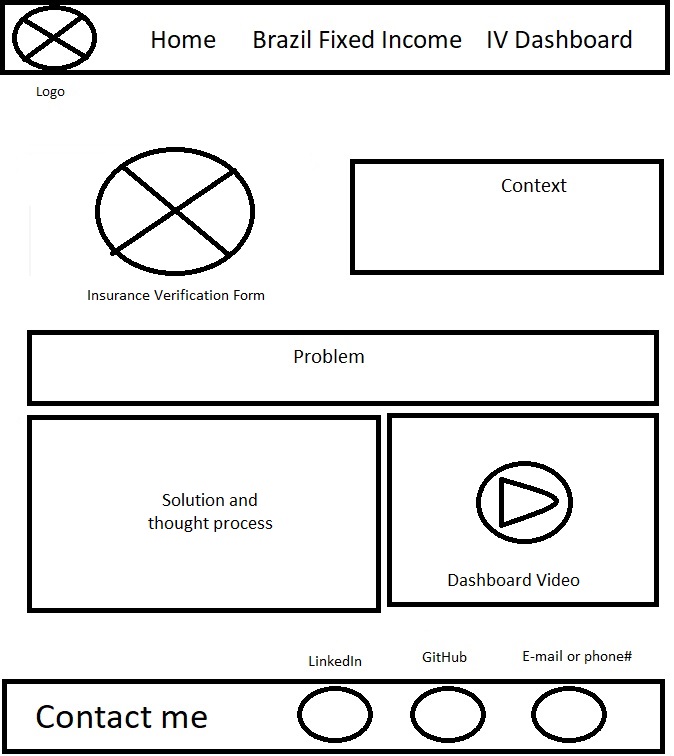 Home Brazil Fixed Income IV Dashboard
Logo
Context
Insurance Verification Form
Problem
Solution and
thought process
Dashboard Video
LinkedIn GitHub E-mail or phone#
Contact me